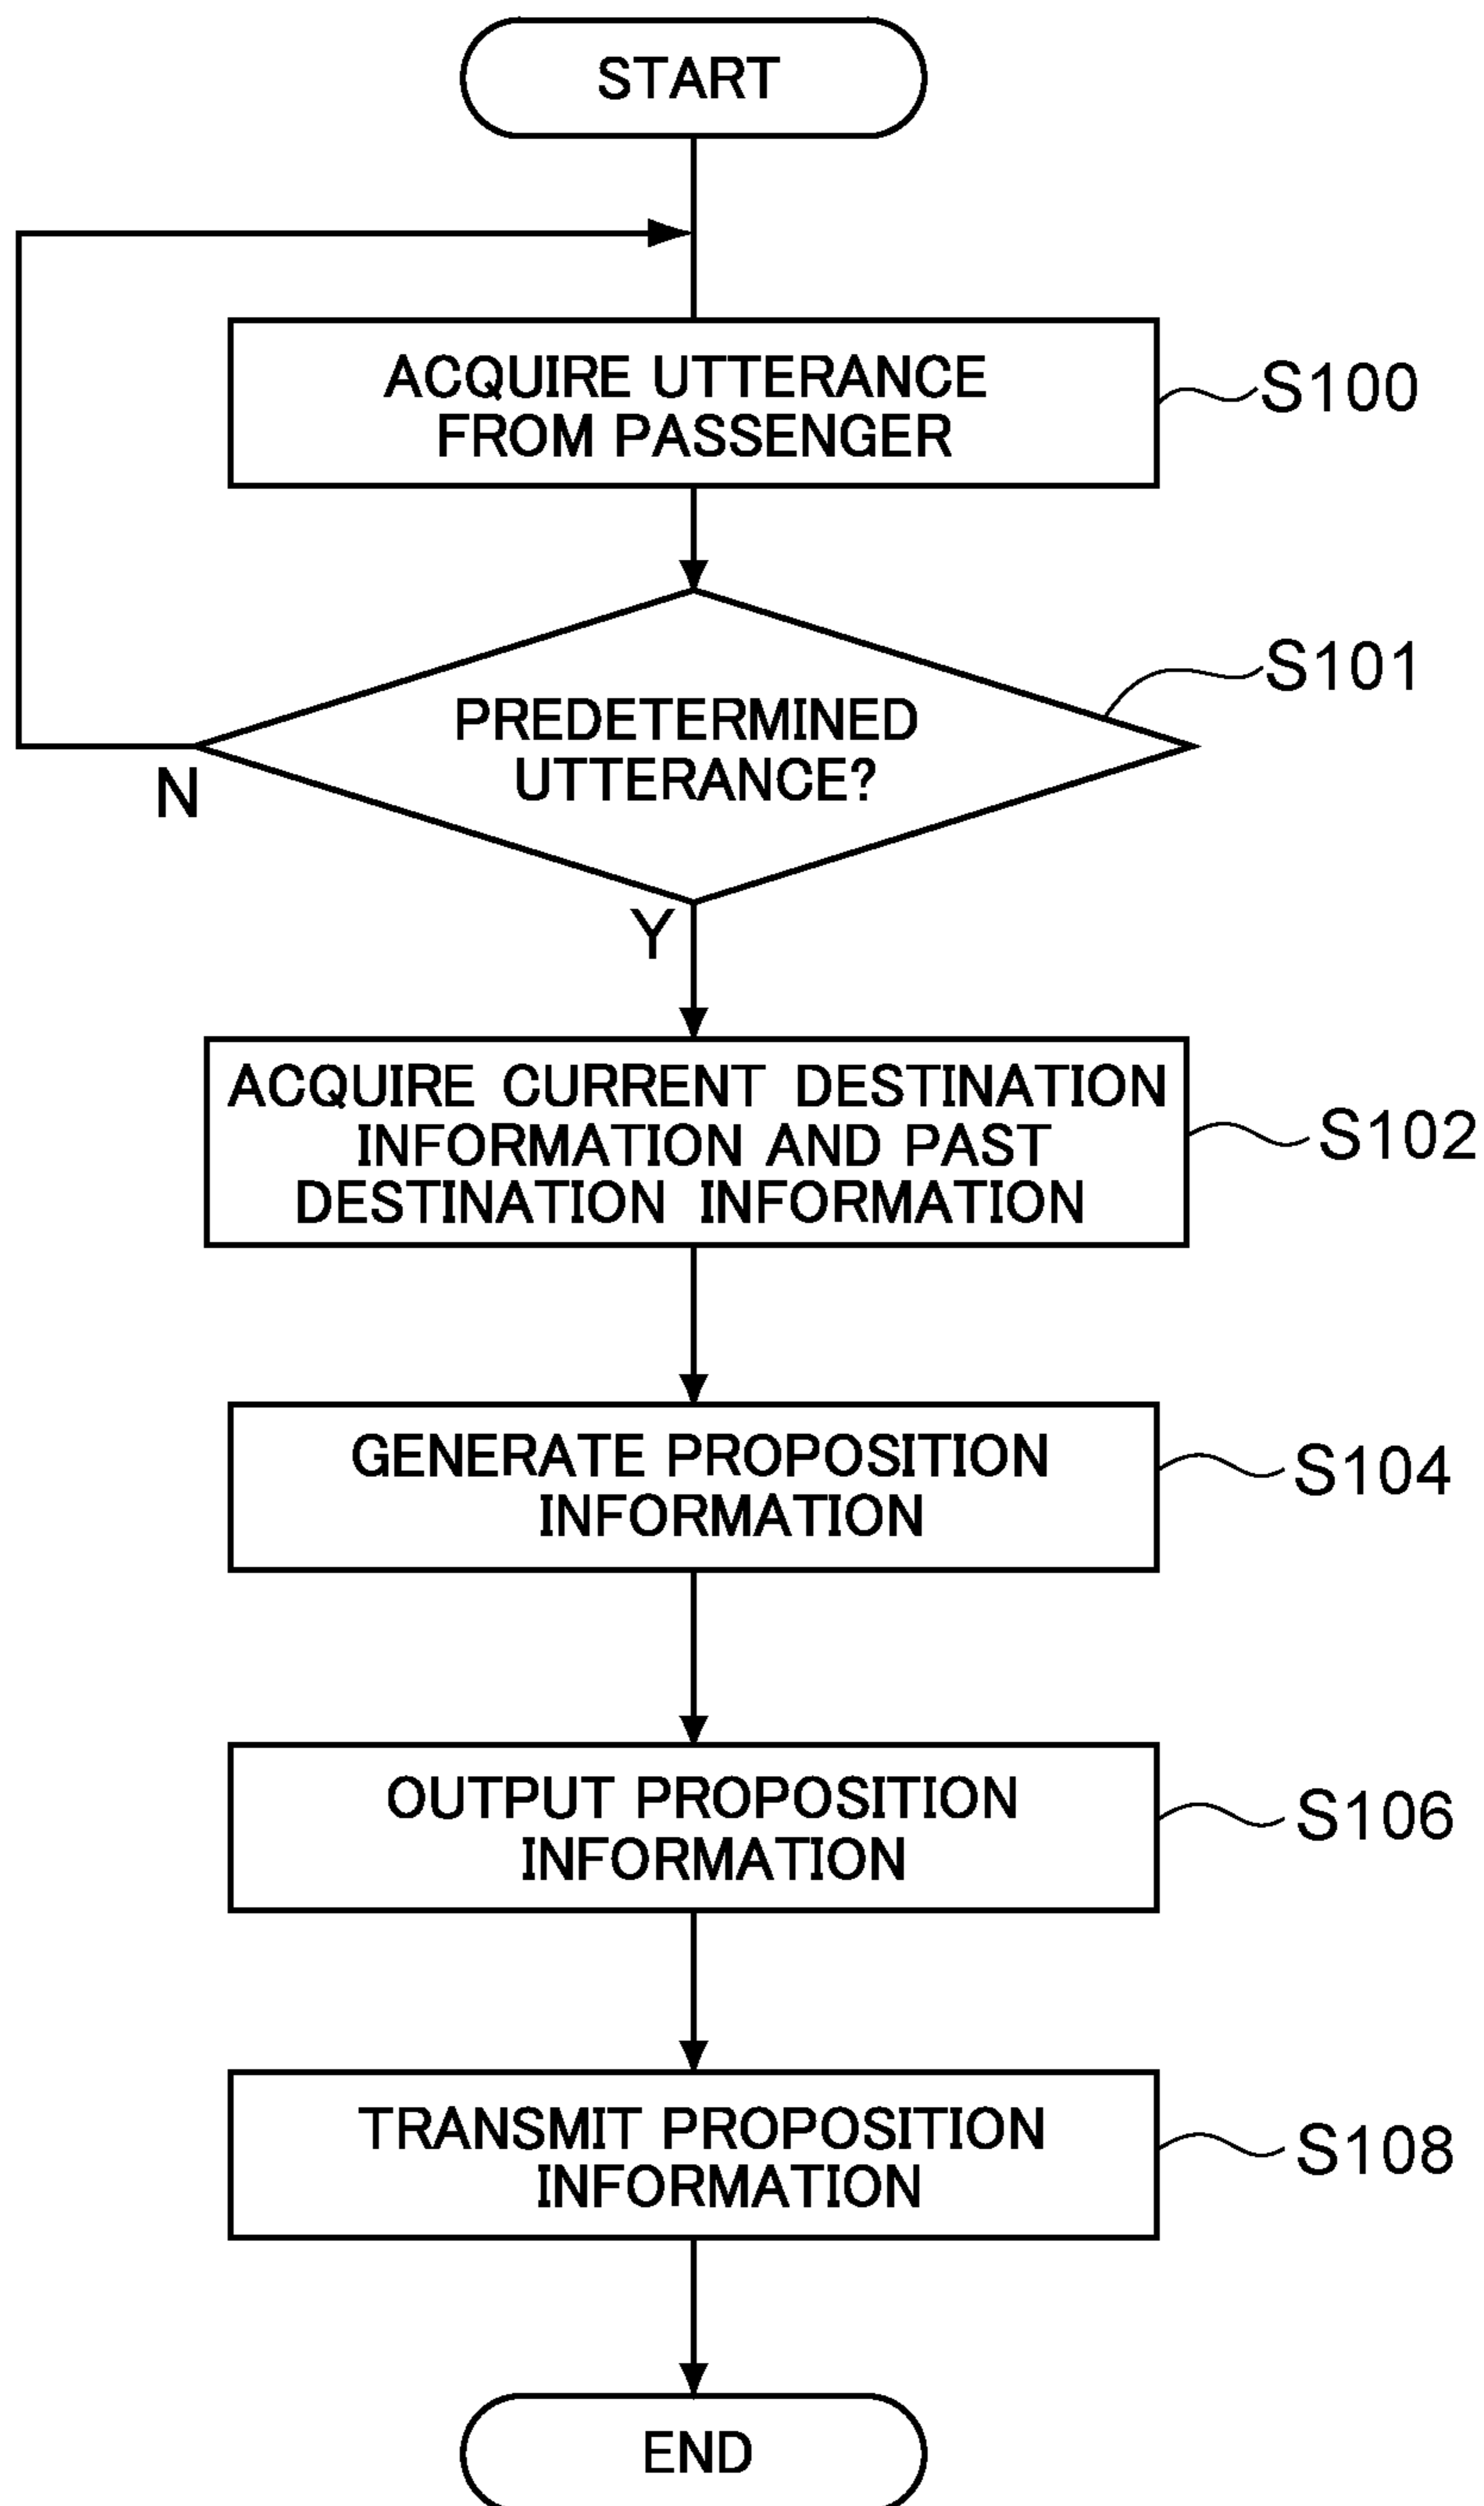 START
ACQUIRE UTTERANCE
FROM PASSENGER
S100
PREDETERMINED
UTTERANCE?
S101
N
Y
ACQUIRE CURRENT DESTINATION
INFORMATION AND PAST
DESTINATION INFORMATION
S102
GENERATE PROPOSITION
INFORMATION
S104
OUTPUT PROPOSITION
INFORMATION
S106
TRANSMIT PROPOSITION
INFORMATION
S108
END